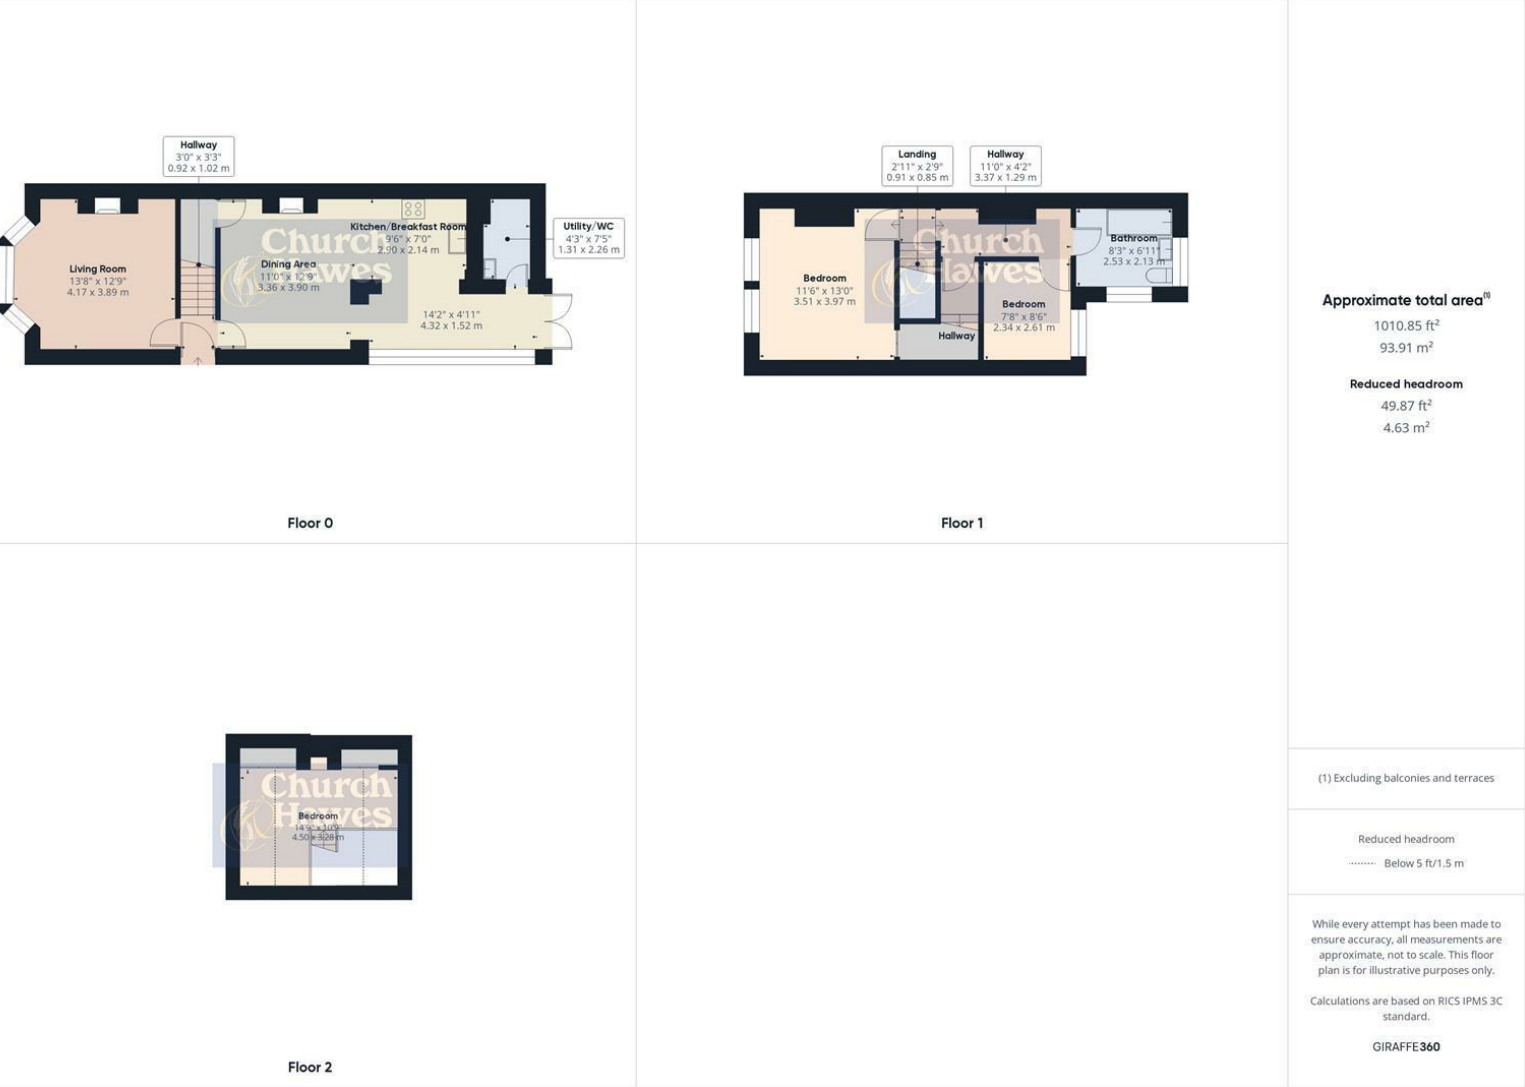 Hallway
3'0" x 3'3"
0.92 x 1.02 m
Living Room
13'8" x 12'9"
4.17 x 3.89 m
Dining Area
11'0" x 12'9"
3.36 x 3.90 m
Kitchen/Breakfast Room
9'6" x 7'0"
2.90 x 2.14 m
14'2" x 4'11"
4.32 x 1.52 m
Utility/WC
4'3" x 7'5"
1.31 x 2.26 m
Church
Hawes
Floor 0
Landing
2'11" x 2'9"
0.91 x 0.85 m
Hallway
11'0" x 4'2"
3.37 x 1.29 m
Bedroom
11'6" x 13'0"
3.51 x 3.97 m
Bathroom
8'3" x 6'11"
2.53 x 2.13 m
Bedroom
7'8" x 8'6"
2.34 x 2.61 m
Hallway
Church
Hawes
Floor 1
Church
Hawes
Bedroom
14'9" x 10'9"
4.50 x 3.28 m
Floor 2
Approximate total area(1)
1010.85 ft²
93.91 m²
Reduced headroom
49.87 ft²
4.63 m²
(1) Excluding balconies and terraces
Reduced headroom
Below 5 ft/1.5 m
While every attempt has been made to
ensure accuracy, all measurements are
approximate, not to scale. This floor
plan is for illustrative purposes only.
Calculations are based on RICS IPMS 3C
standard.
GIRAFFE360